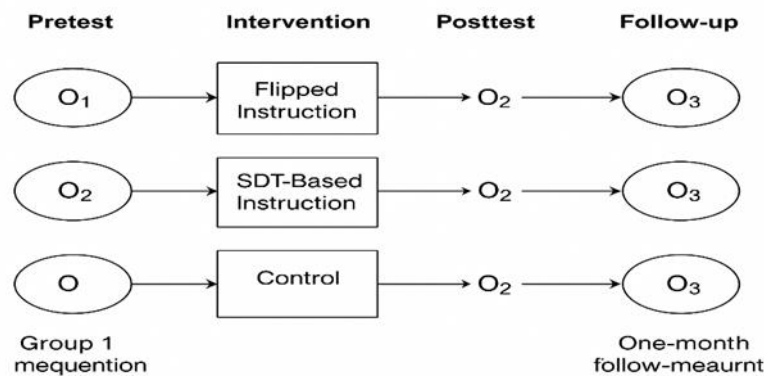 Pretest Intervention Posttest Follow-up
O₁ Flipped Instruction O₂ O₃
O₂ SDT-Based Instruction O₂ O₃
O Control O₂ O₃
Group 1 One-month
mequention follow-meaurnt